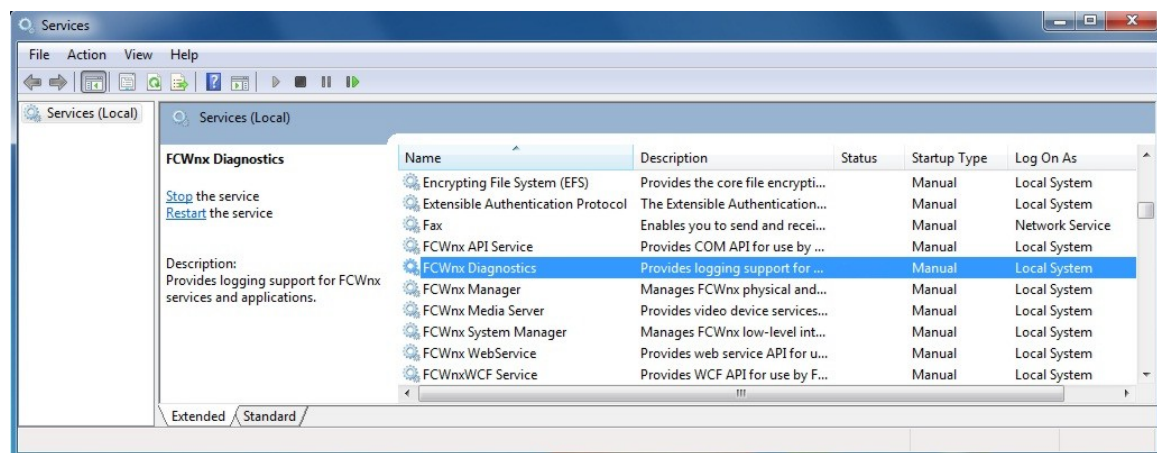 Services
File Action View Help
Services (Local)
Services (Local)
FCWnx Diagnostics
Stop the service
Restart the service
Description:
Provides logging support for FCWnx
services and applications.
Name Description Status Startup Type Log On As
Encrypting File System (EFS) Provides the core file encrypti... Manual Local System
Extensible Authentication Protocol The Extensible Authentication... Manual Local System
Fax Enables you to send and recei... Manual Network Service
FCWnx API Service Provides COM API for use by ... Manual Local System
FCWnx Diagnostics Provides logging support for ... Manual Local System
FCWnx Manager Manages FCWnx physical and... Manual Local System
FCWnx Media Server Provides video device services... Manual Local System
FCWnx System Manager Manages FCWnx low-level int... Manual Local System
FCWnx WebService Provides web service API for u... Manual Local System
FCWnxWCF Service Provides WCF API for use by F... Manual Local System
Extended Standard